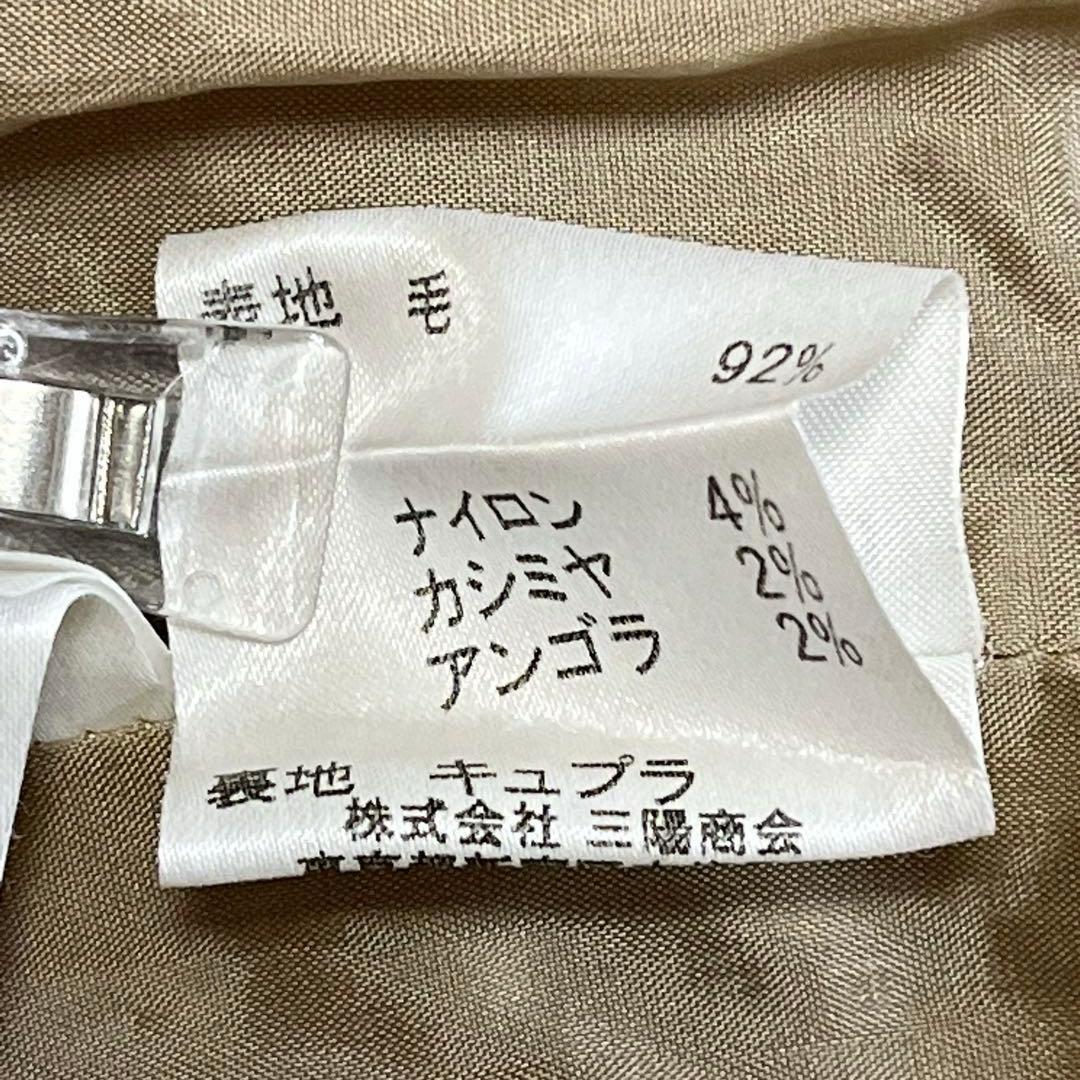 表地 毛 92%
ナイロン 4%
カシミヤ 2%
アンゴラ 2%
裏地 キュプラ
株式会社 三陽商会